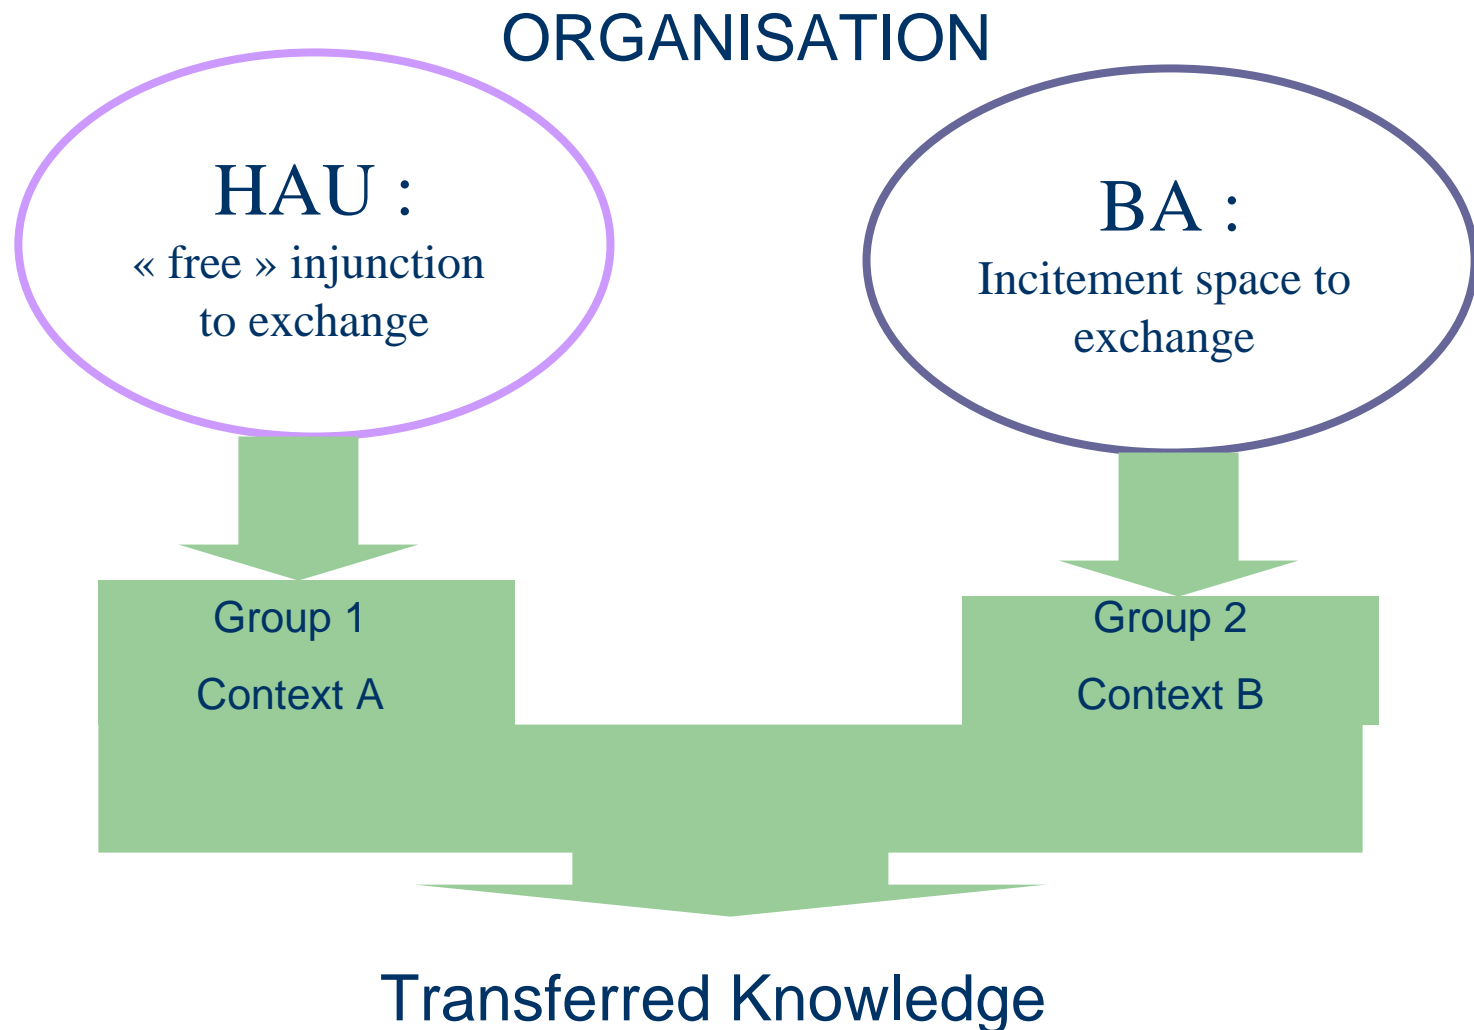 ORGANISATION
HAU :
« free » injunction
to exchange
BA :
Incitement space to
exchange
Group 1
Context A
Group 2
Context B
Transferred Knowledge